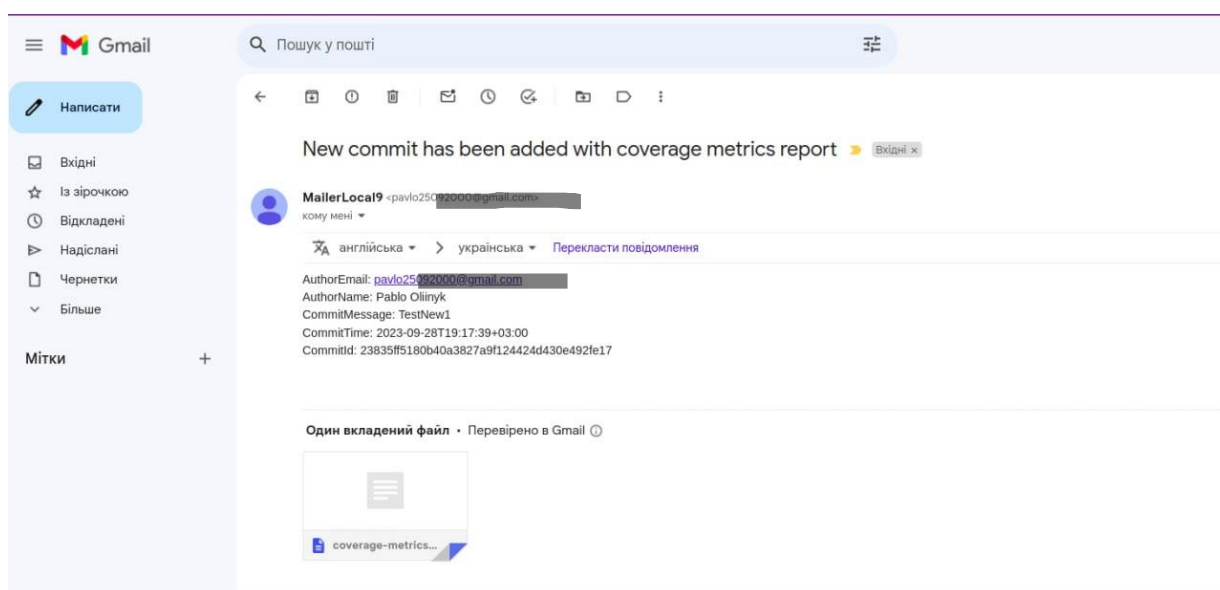 Gmail
Пошук у пошті
Написати
Вхідні
Із зірочкою
Відкладені
Надіслані
Чернетки
Більше
Мітки
New commit has been added with coverage metrics report Вхідні ×
MailerLocal9 <pavlo25
кому мені
англійська > українська Перекласти повідомлення
AuthorEmail: pavlo25
AuthorName: Pablo Oliinyk
CommitMessage: TestNew1
CommitTime: 2023-09-28T19:17:39+03:00
CommitId: 23835ff5180b40a3827a9f124424d430e492fe17
Один вкладений файл • Перевірено в Gmail
coverage-metrics...